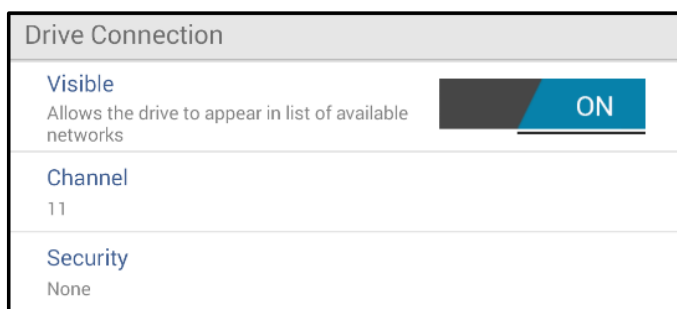 Drive Connection
Visible
Allows the drive to appear in list of available
networks
ON
Channel
11
Security
None